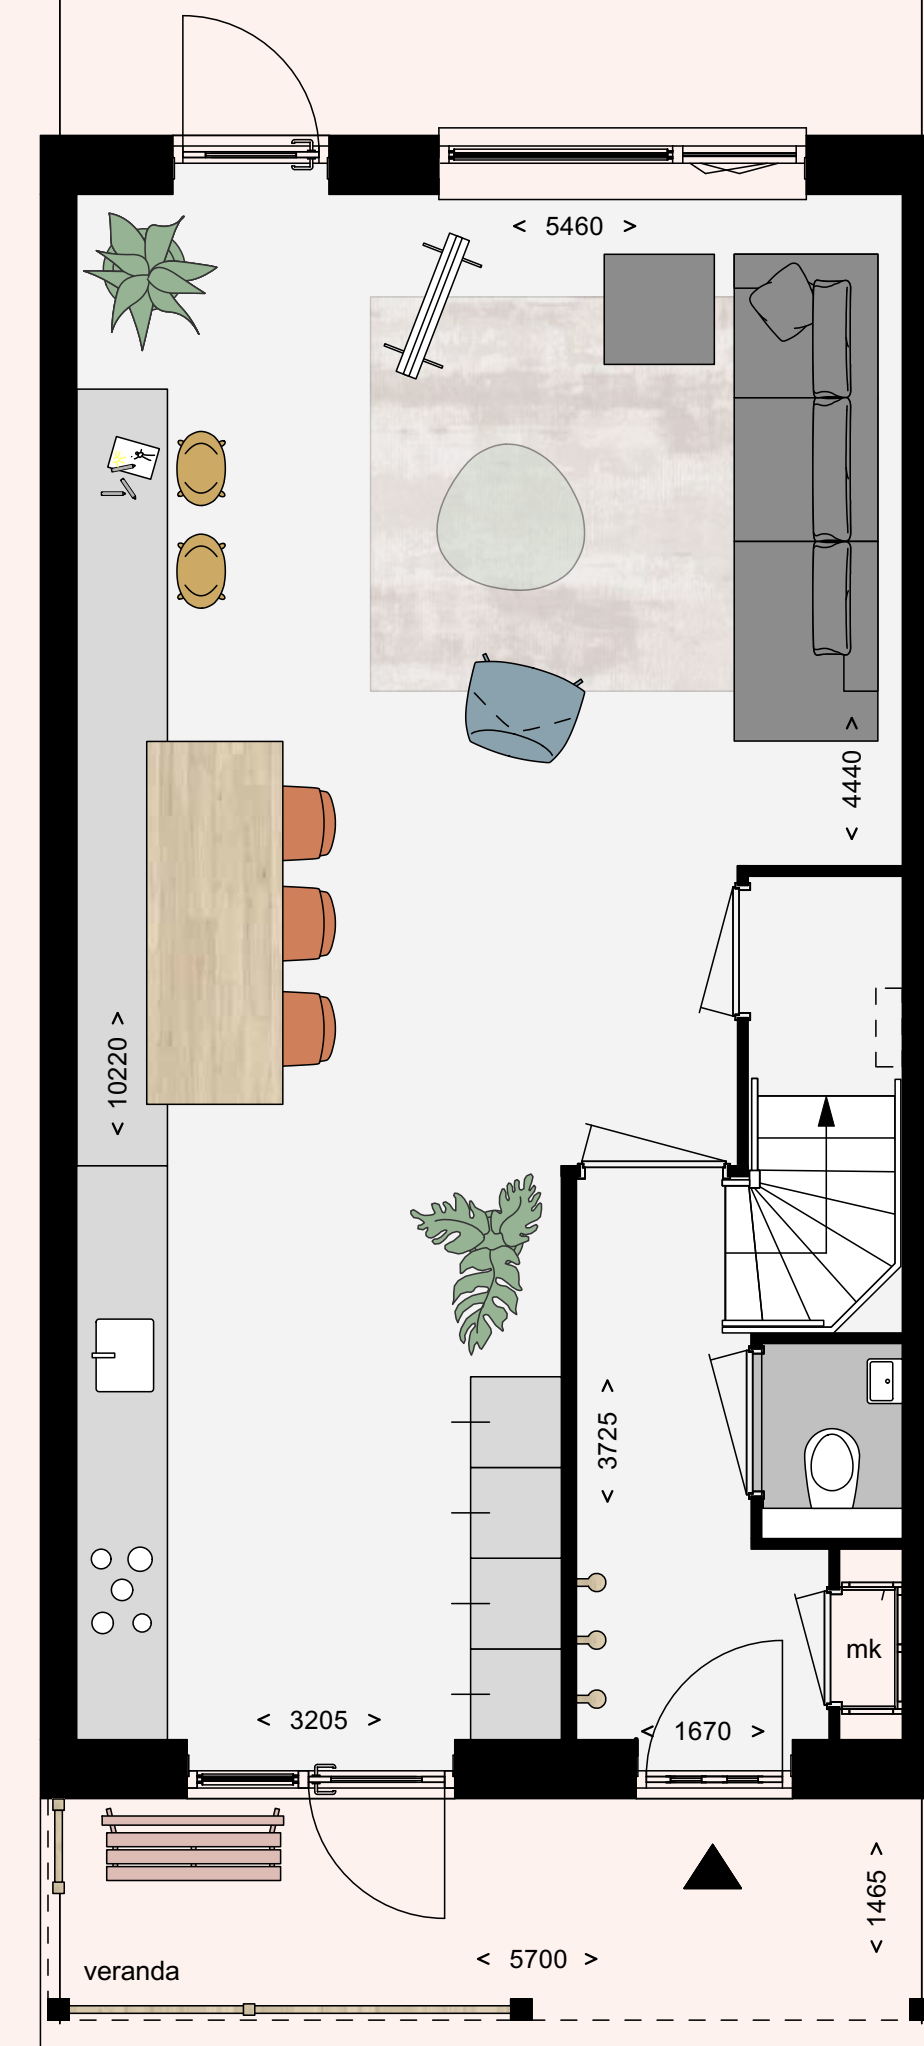 < 5460 >
< 4440 >
< 10220 >
< 3725 >
mk
< 3205 >
< 1670 >
< 1465 >
< 5700 >
veranda